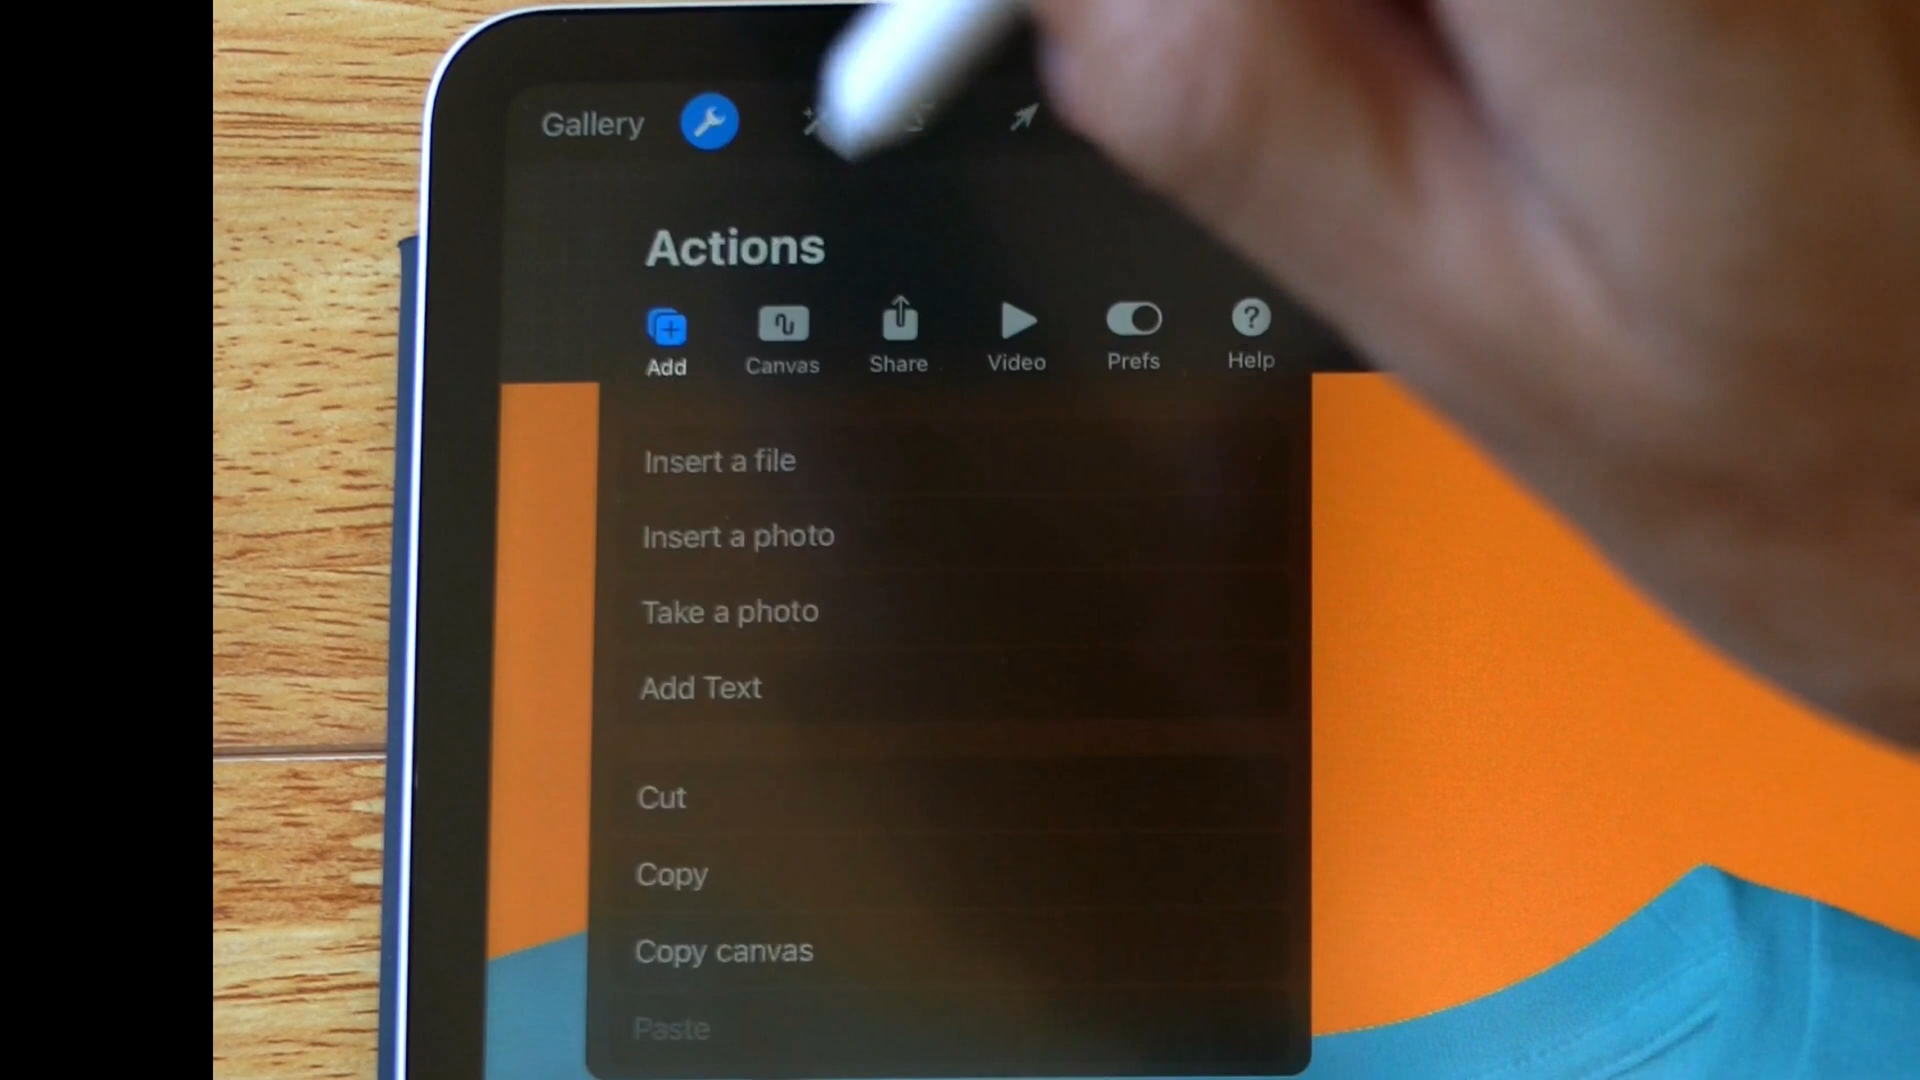 Gallery
Actions
Add Canvas Share Video Prefs Help
Insert a file
Insert a photo
Take a photo
Add Text
Cut
Copy
Copy canvas
Paste